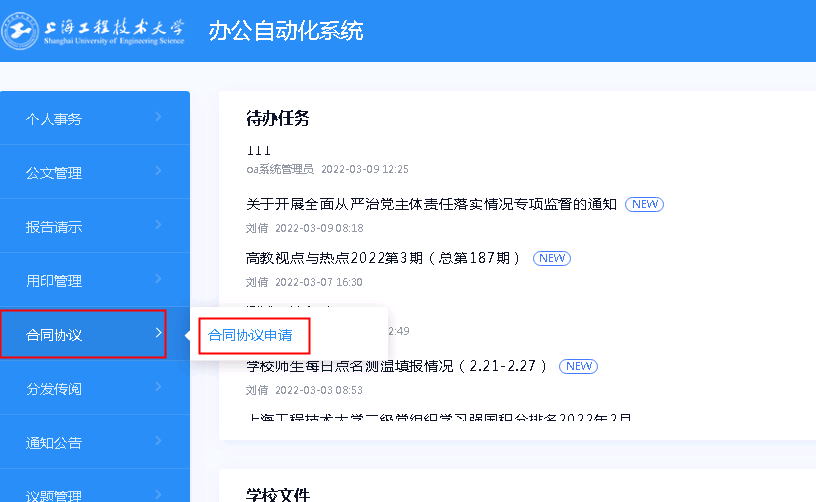 上海工程技术大学
Shanghai University of Engineering Science
办公自动化系统
个人事务
公文管理
报告请示
用印管理
合同协议
分发传阅
通知公告
议题管理
合同协议申请
待办任务
111
oa系统管理员 2022-03-09 12:25
关于开展全面从严治党主体责任落实情况专项监督的通知 NEW
刘倩 2022-03-09 08:18
高教视点与热点2022第3期（总第187期） NEW
刘倩 2022-03-07 16:30
2:49
学校师生每日点名测温填报情况（2.21-2.27） NEW
刘倩 2022-03-03 08:53
上海工程技术大学二级党组织学习强国积分排名2022年2月
学校文件